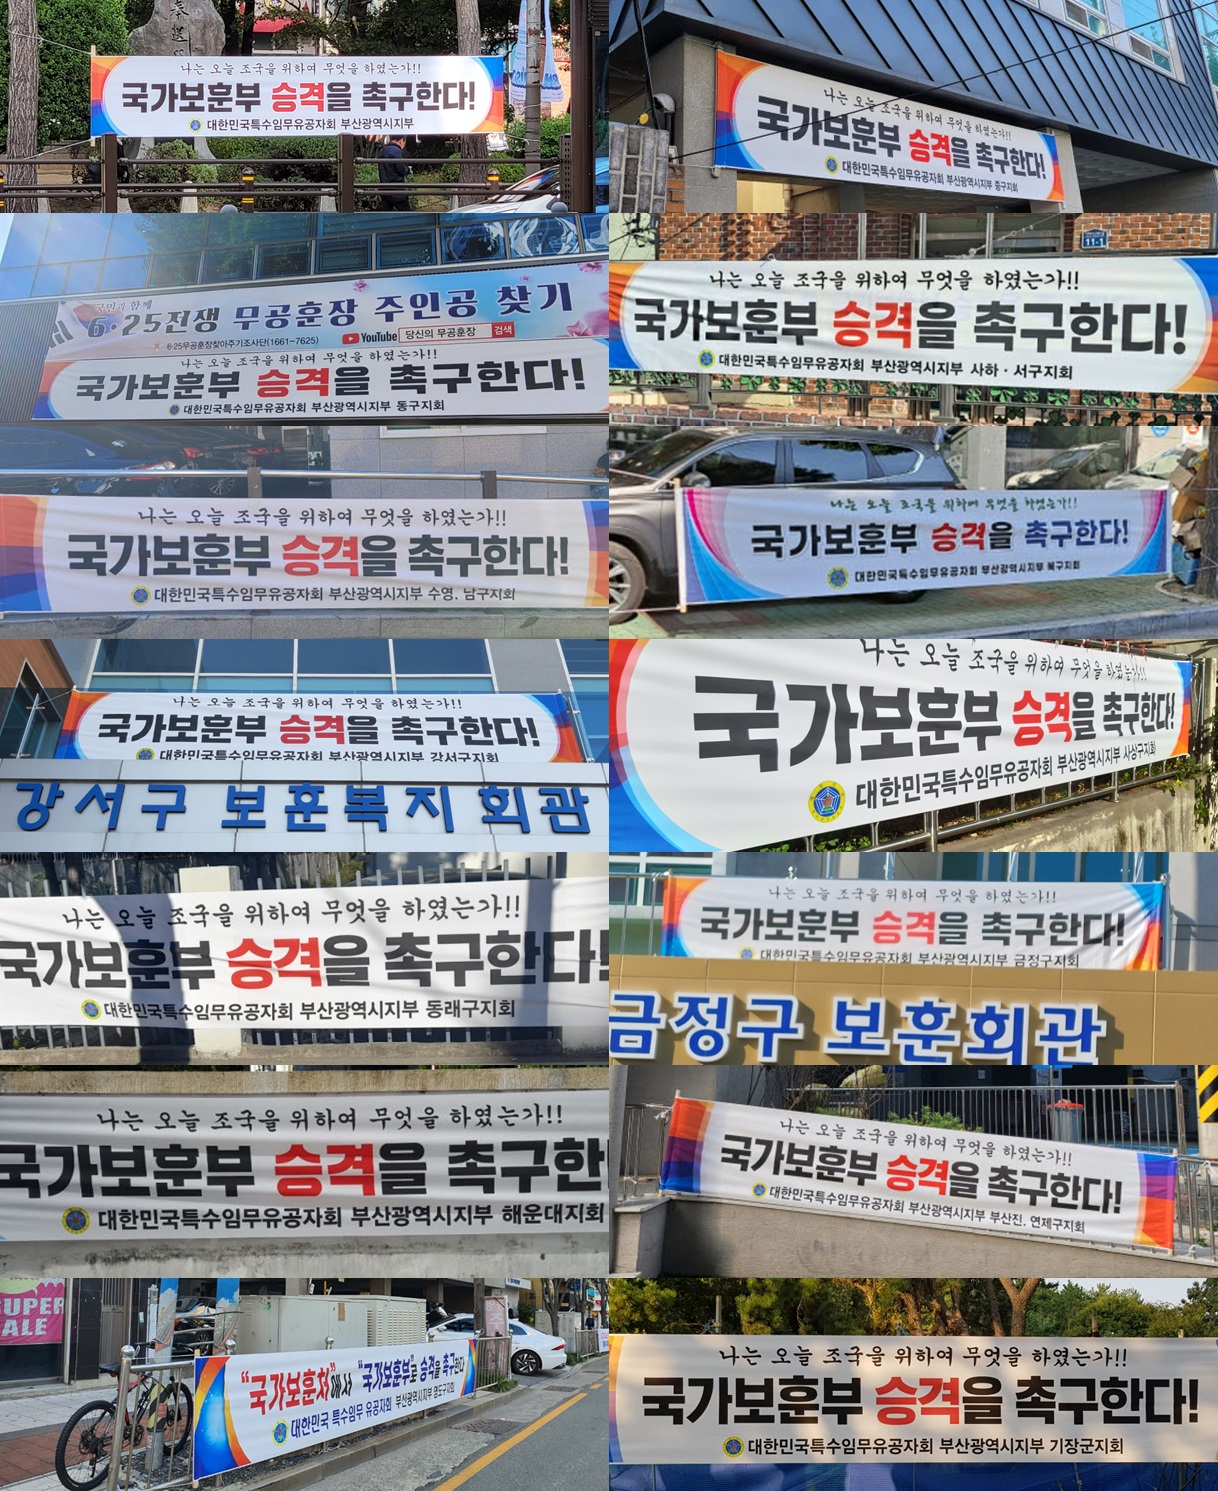 나는 오늘 조국을 위하여 무엇을 하였는가!!
국가보훈부 승격을 촉구한다!
대한민국특수임무유공자회 부산광역시지부
나는 오늘 조국을 위하여 무엇을 하였는가!!
국가보훈부 승격을 촉구한다!
대한민국특수임무유공자회 부산광역시지부 동구지회
국민과 함께
6·25전쟁 무공훈장 주인공 찾기
6·25무공훈장찾아주기조사단(1661-7625)
YouTube 당신의 무공훈장 검색
나는 오늘 조국을 위하여 무엇을 하였는가!!
국가보훈부 승격을 촉구한다!
대한민국특수임무유공자회 부산광역시지부 동구지회
11-1
나는 오늘 조국을 위하여 무엇을 하였는가!!
국가보훈부 승격을 촉구한다!
대한민국특수임무유공자회 부산광역시지부 사하 · 서구지회
나는 오늘 조국을 위하여 무엇을 하였는가!!
국가보훈부 승격을 촉구한다!
대한민국특수임무유공자회 부산광역시지부 수영. 남구지회
나는 오늘 조국을 위하여 무엇을 하였는가!!
국가보훈부 승격을 촉구한다!
대한민국특수임무유공자회 부산광역시지부 북구지회
나는 오늘 조국을 위하여 무엇을 하였는가!!
국가보훈부 승격을 촉구한다!
대한민국특수임무유공자회 부산광역시지부 강서구지회
강서구 보훈복지회관
나는 오늘 조국을 위하여 무엇을 하였는가!!
국가보훈부 승격을 촉구한다!
대한민국특수임무유공자회 부산광역시지부 사상구지회
나는 오늘 조국을 위하여 무엇을 하였는가!!
국가보훈부 승격을 촉구한다!
대한민국특수임무유공자회 부산광역시지부 동래구지회
나는 오늘 조국을 위하여 무엇을 하였는가!!
국가보훈부 승격을 촉구한다!
대한민국특수임무유공자회 부산광역시지부 금정구지회
금정구 보훈회관
나는 오늘 조국을 위하여 무엇을 하였는가!!
국가보훈부 승격을 촉구한
대한민국특수임무유공자회 부산광역시지부 해운대지회
나는 오늘 조국을 위하여 무엇을 하였는가!!
국가보훈부 승격을 촉구한다!
대한민국특수임무유공자회 부산광역시지부 부산진. 연제구지회
SUPER
SALE
"국가보훈처"에서 "국가보훈부"로 승격을 촉구한다
대한민국 특수임무 유공자회 부산광역시지부 영도구지회
나는 오늘 조국을 위하여 무엇을 하였는가!!
국가보훈부 승격을 촉구한다!
대한민국특수임무유공자회 부산광역시지부 기장군지회